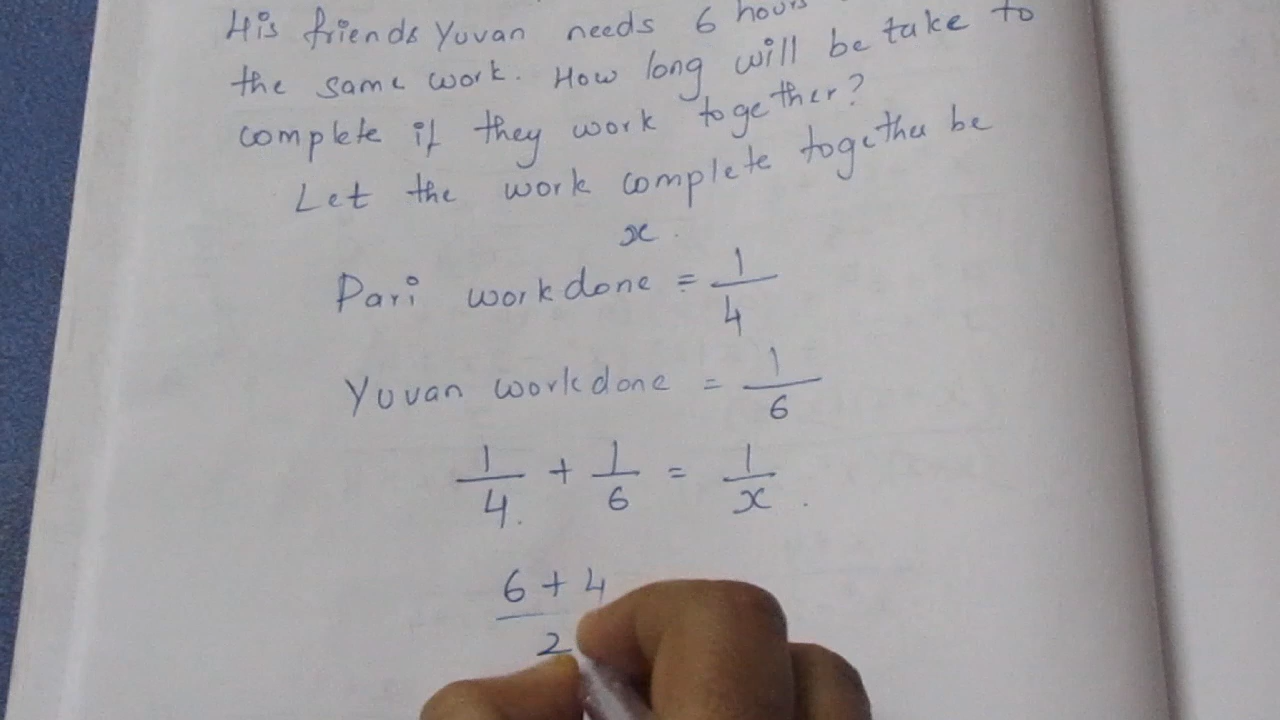 His friends Yuvan needs 6 hours
the same work. How long will be take to
complete if they work together?
Let the work complete together be
x.
Pari workdone = 1/4
Yuvan workdone = 1/6
1/4. + 1/6 = 1/x.
6 + 4
2